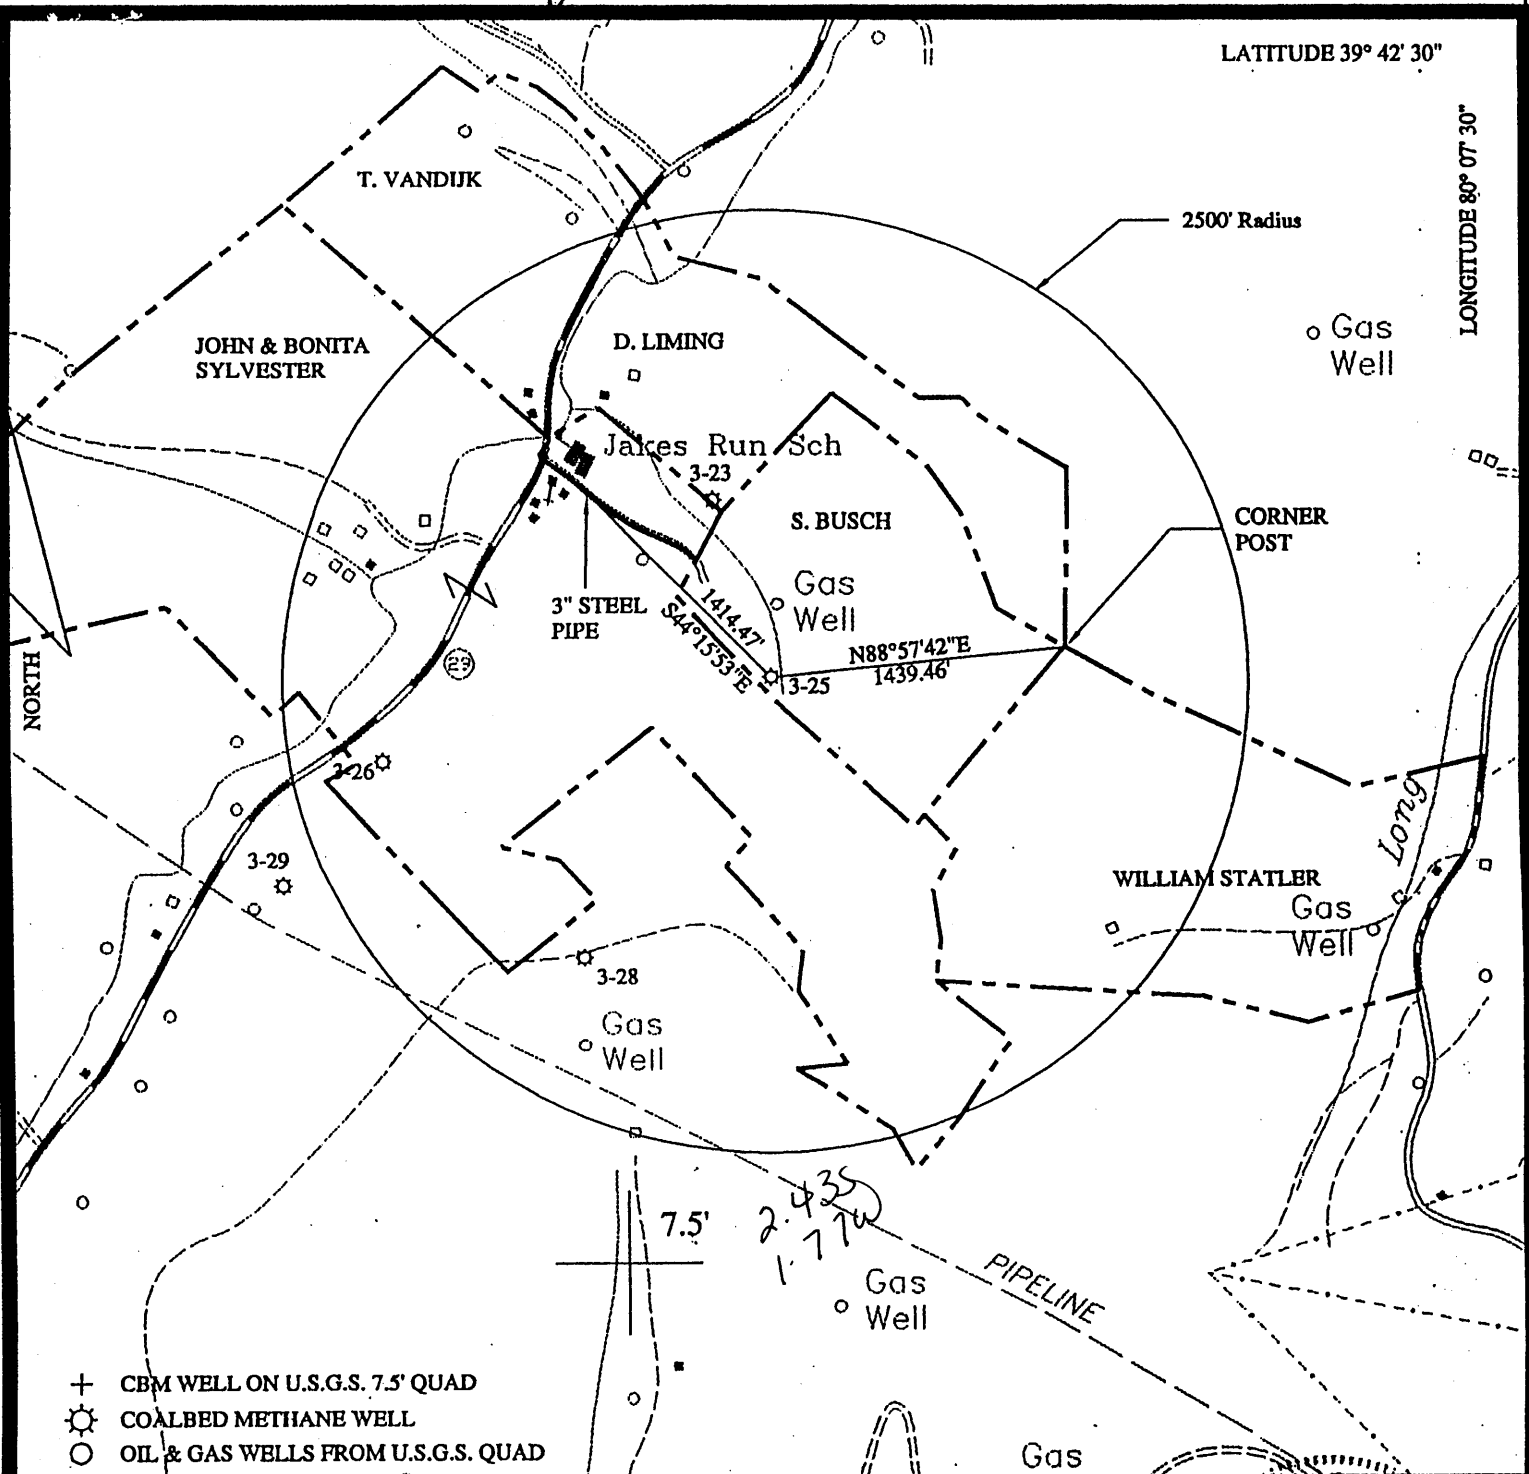 LATITUDE 39° 42' 30"
LONGITUDE 80° 07' 30"
T. VANDIJK
2500' Radius
JOHN & BONITA
SYLVESTER
D. LIMING
Gas
Well
Jakes Run Sch
3-23
S. BUSCH
CORNER
POST
Gas
Well
3" STEEL
PIPE
1414.47'
S44°15'53"E
N88°57'42"E
1439.46'
3-25
NORTH
29
3-26
3-29
Long
WILLIAM STATLER
Gas
Well
3-28
Gas
Well
7.5'
2.435
1.770
PIPELINE
Gas
Well
CBM WELL ON U.S.G.S. 7.5' QUAD
COALBED METHANE WELL
OIL & GAS WELLS FROM U.S.G.S. QUAD
Gas